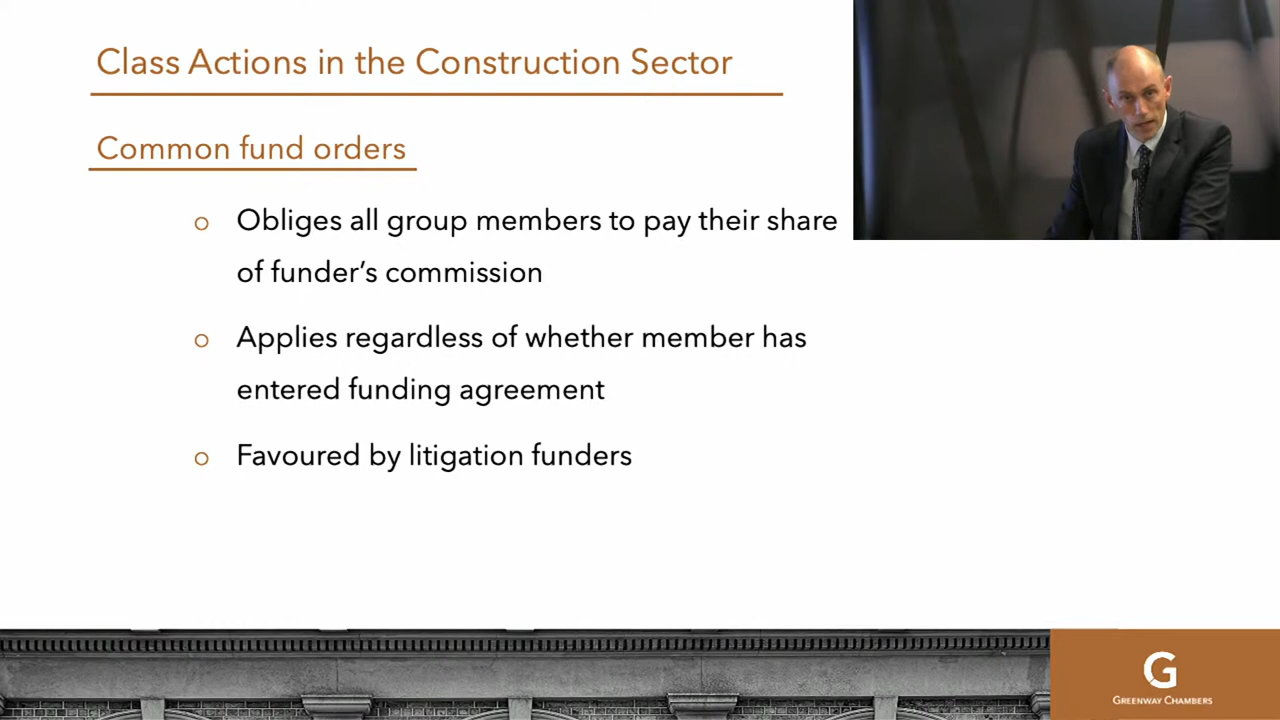 Class Actions in the Construction Sector
Common fund orders
Obliges all group members to pay their share
of funder's commission
Applies regardless of whether member has
entered funding agreement
Favoured by litigation funders
G
GREENWAY CHAMBERS